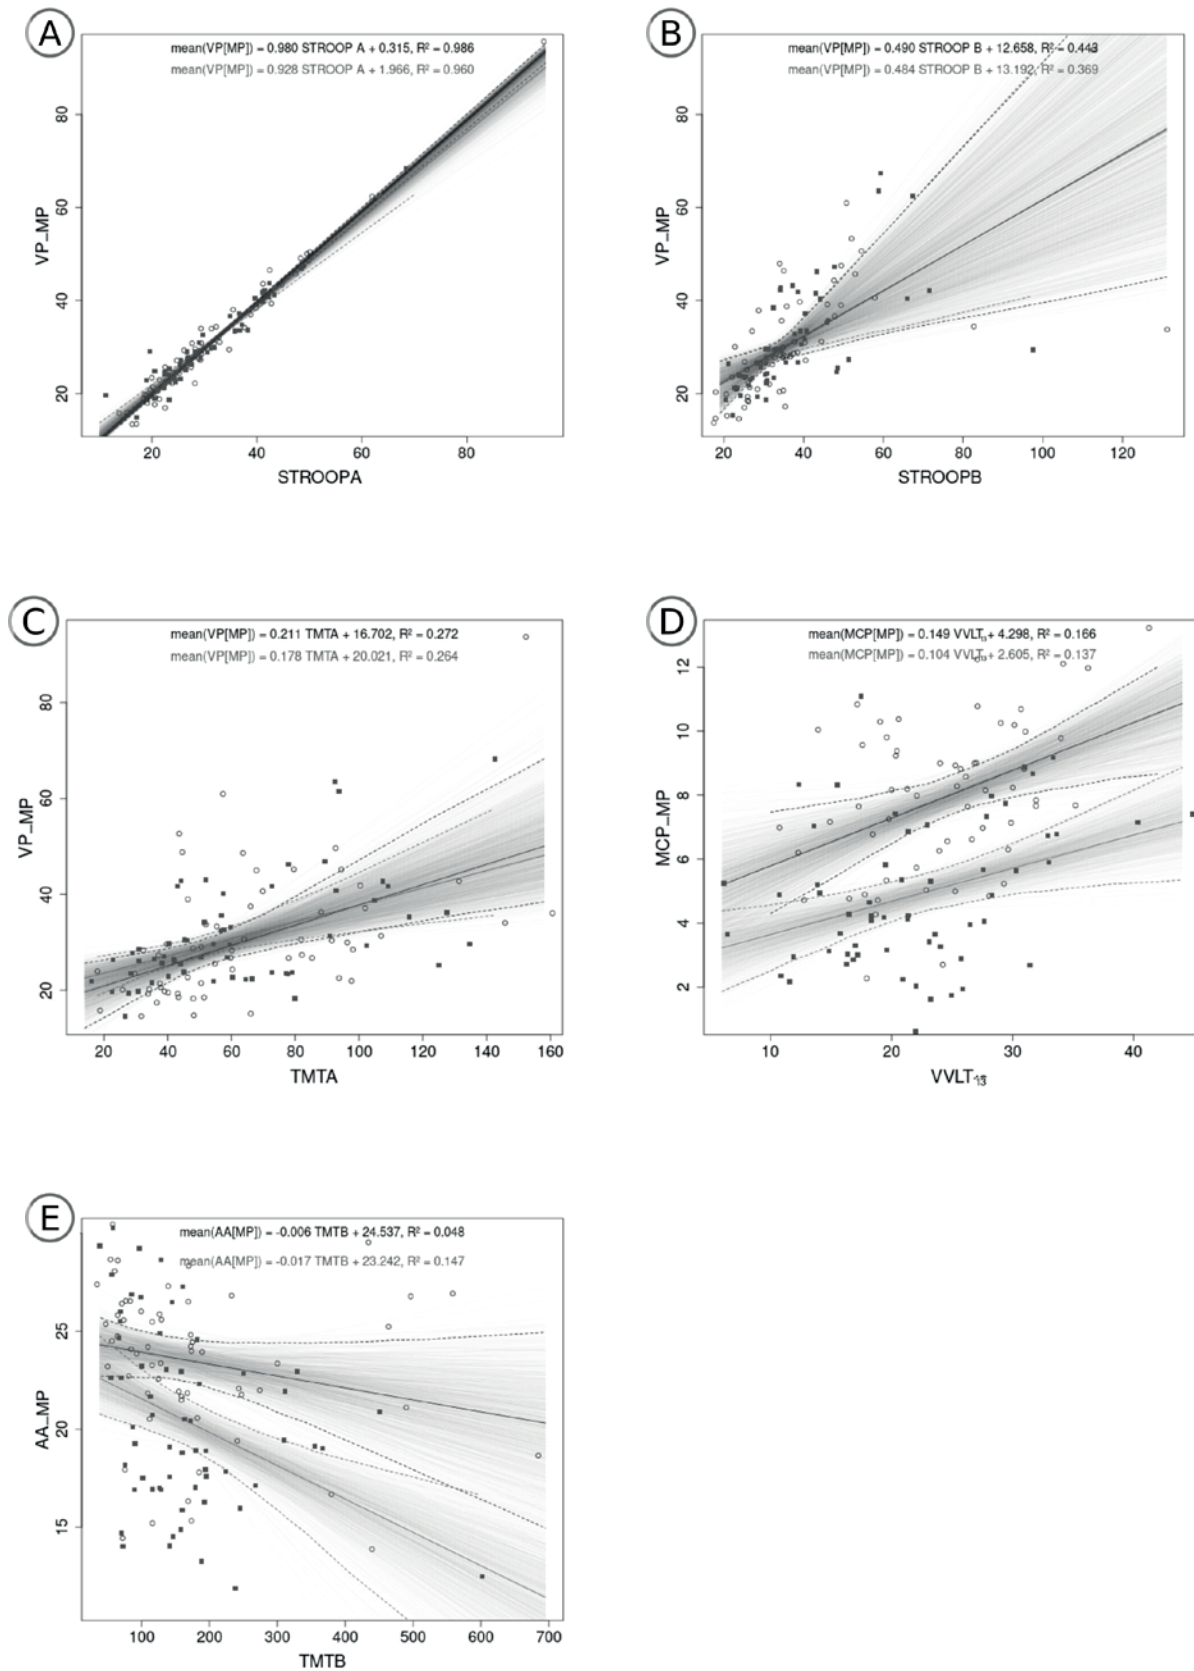 A
mean(VP[MP]) = 0.980 STROOP A + 0.315, R² = 0.986
mean(VP[MP]) = 0.928 STROOP A + 1.966, R² = 0.960
VP_MP
20
40
60
80
20
40
60
80
STROOPA
B
mean(VP[MP]) = 0.490 STROOP B + 12.658, R² = 0.443
mean(VP[MP]) = 0.484 STROOP B + 13.192, R² = 0.369
VP_MP
20
40
60
80
20
40
60
80
100
120
STROOPB
C
mean(VP[MP]) = 0.211 TMTA + 16.702, R² = 0.272
mean(VP[MP]) = 0.178 TMTA + 20.021, R² = 0.264
VP_MP
20
40
60
80
20
40
60
80
100
120
140
160
TMTA
D
mean(MCP[MP]) = 0.149 VVLT + 4.298, R² = 0.166
mean(MCP[MP]) = 0.104 VVLT + 2.605, R² = 0.137
MCP_MP
2
4
6
8
10
12
10
20
30
40
VVLT
E
mean(AA[MP]) = -0.006 TMTB + 24.537, R² = 0.048
mean(AA[MP]) = -0.017 TMTB + 23.242, R² = 0.147
AA_MP
15
20
25
100
200
300
400
500
600
700
TMTB